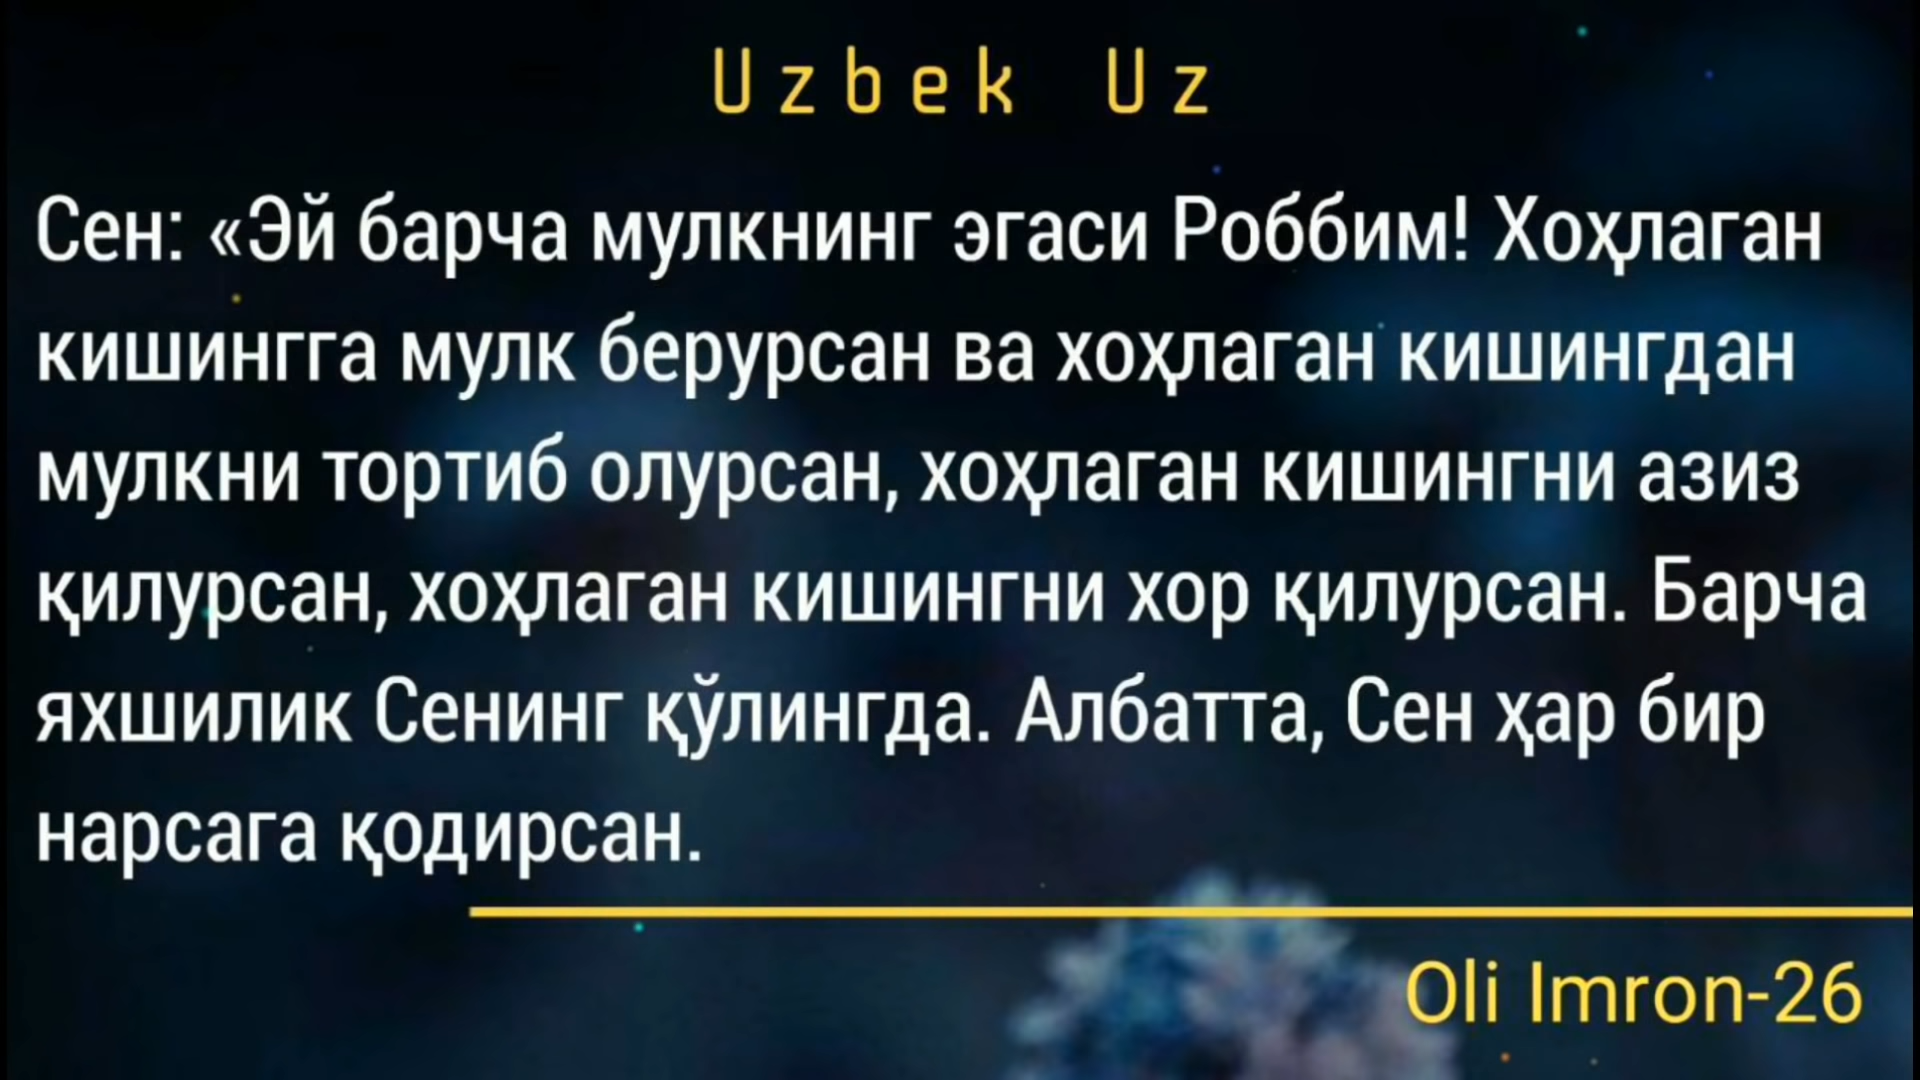 Uzbek Uz
Сен: «Эй барча мулкнинг эгаси Роббим! Хоҳлаган
кишингга мулк берурсан ва хоҳлаган кишингдан
мулкни тортиб олурсан, хоҳлаган кишингни азиз
қилурсан, хоҳлаган кишингни хор қилурсан. Барча
яхшилик Сенинг қўлингда. Албатта, Сен ҳар бир
нарсага қодирсан.
Oli Imron-26